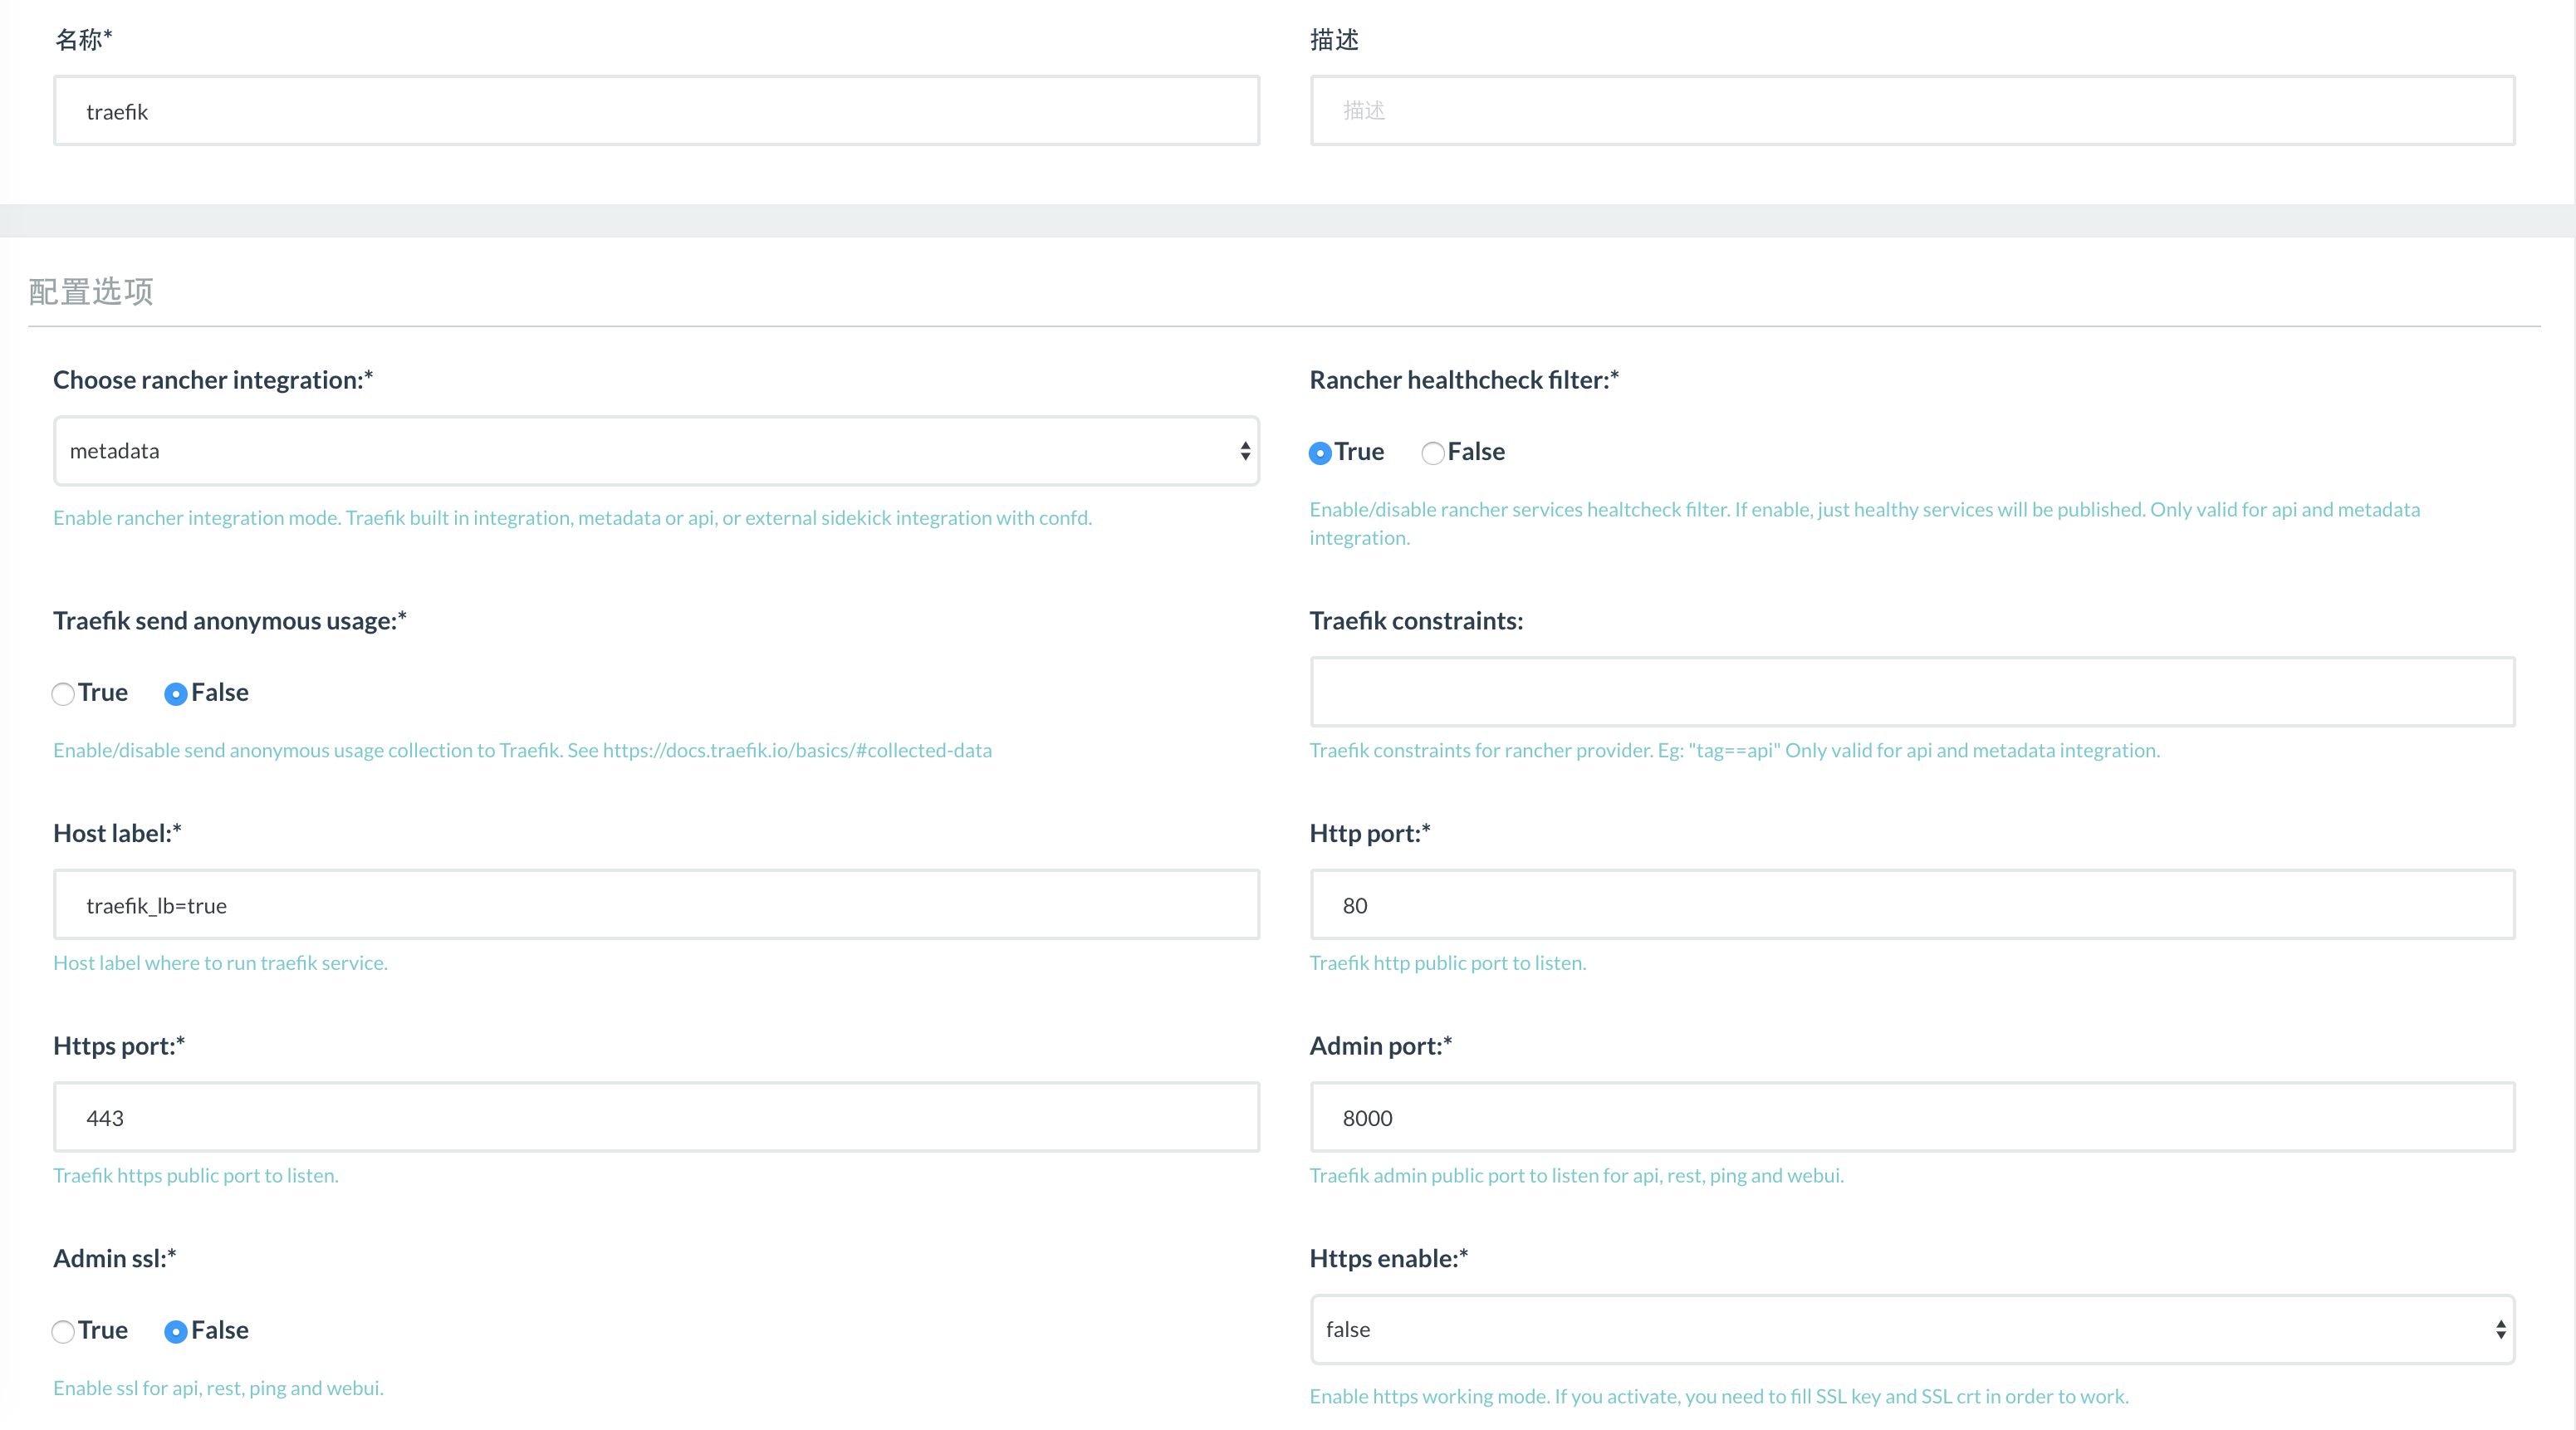 名称*
描述
traefik
描述
配置选项
Choose rancher integration:*
Rancher healthcheck filter:*
metadata
True
False
Enable rancher integration mode. Traefik built in integration, metadata or api, or external sidekick integration with confd.
Enable/disable rancher services healtcheck filter. If enable, just healthy services will be published. Only valid for api and metadata
integration.
Traefik send anonymous usage:*
Traefik constraints:
True
False
Enable/disable send anonymous usage collection to Traefik. See https://docs.traefik.io/basics/#collected-data
Traefik constraints for rancher provider. Eg: "tag==api" Only valid for api and metadata integration.
Host label:*
Http port:*
traefik_lb=true
80
Host label where to run traefik service.
Traefik http public port to listen.
Https port:*
Admin port:*
443
8000
Traefik https public port to listen.
Traefik admin public port to listen for api, rest, ping and webui.
Admin ssl:*
Https enable:*
True
False
false
Enable ssl for api, rest, ping and webui.
Enable https working mode. If you activate, you need to fill SSL key and SSL crt in order to work.